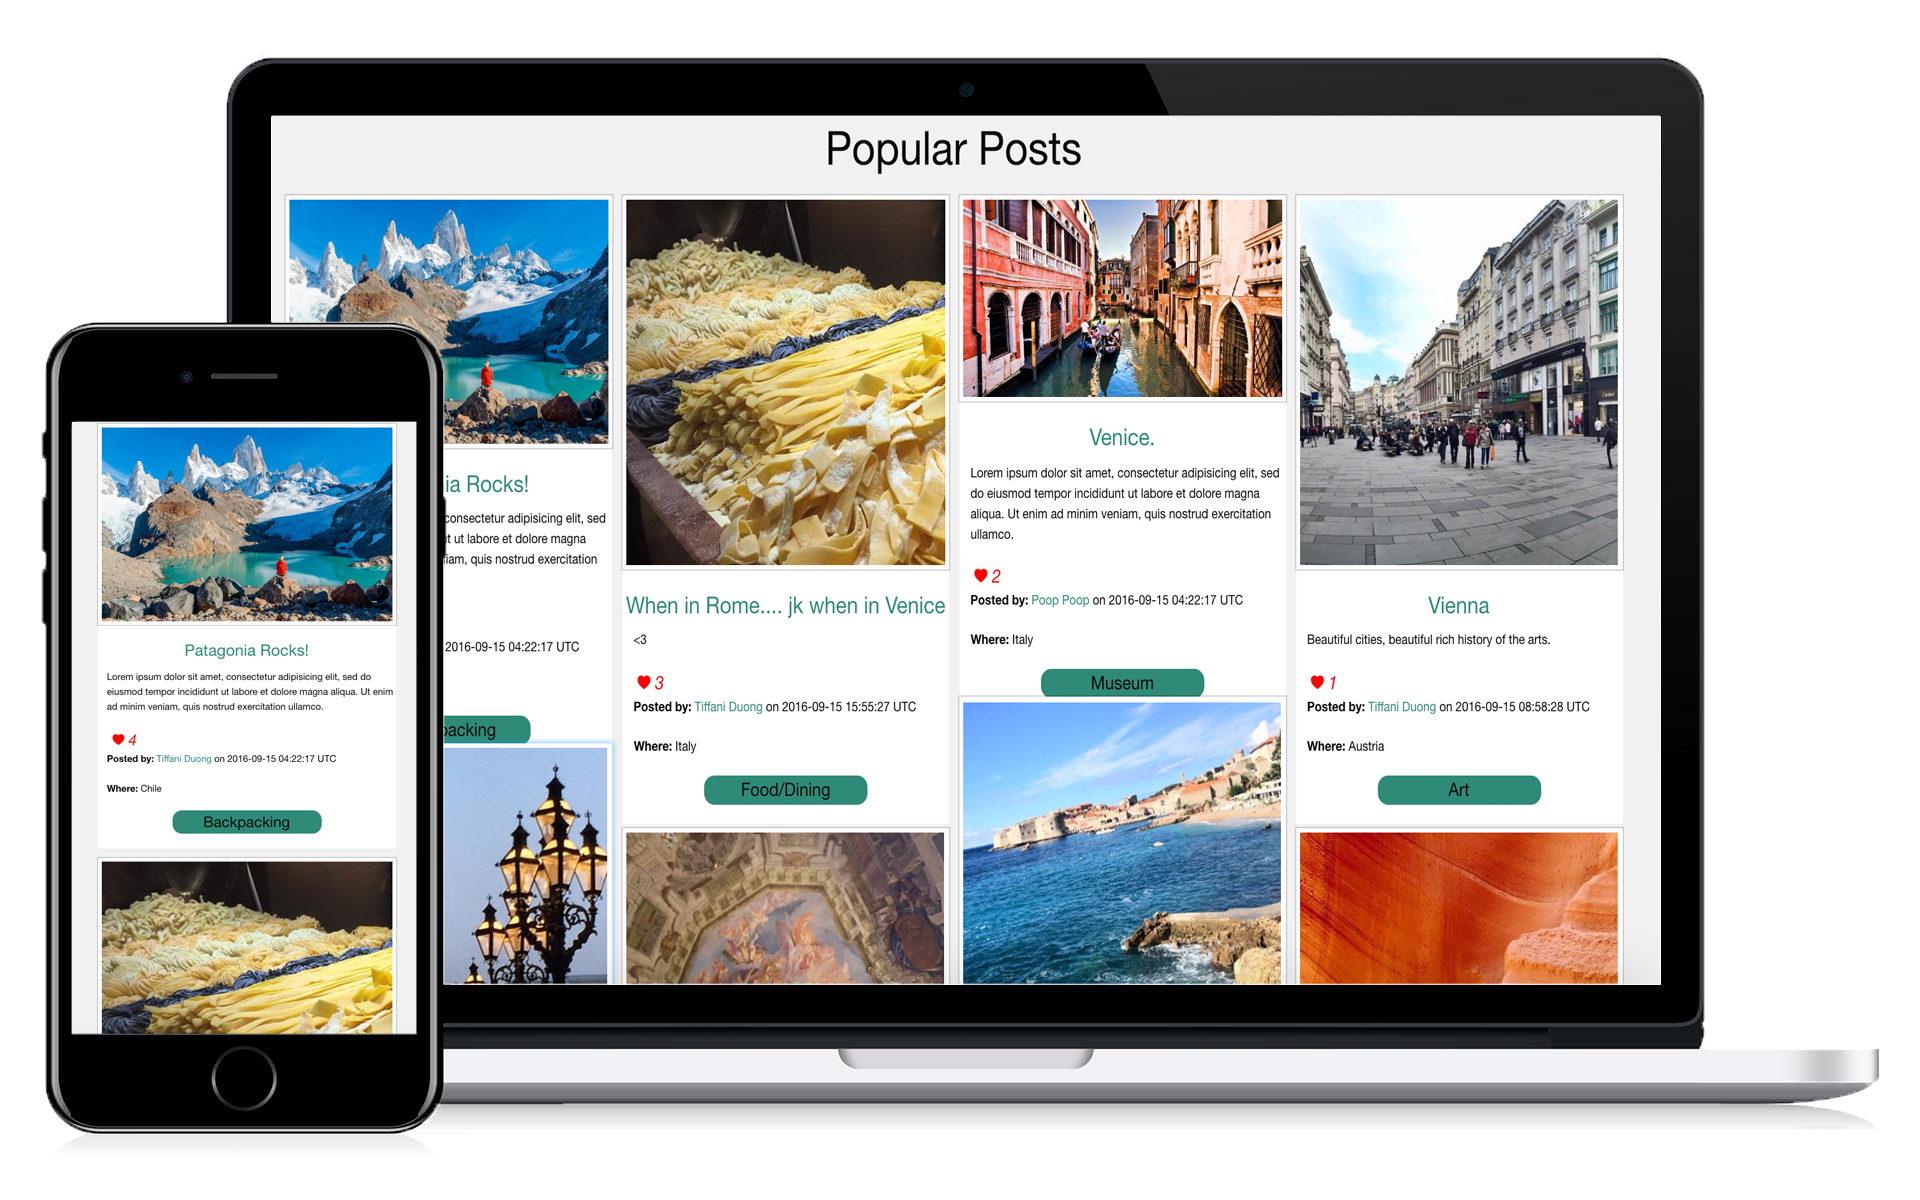 Popular Posts
ia Rocks!
consectetur adipisicing elit, sed
t ut labore et dolore magna
iam, quis nostrud exercitation
2016-09-15 04:22:17 UTC
acking
When in Rome.... jk when in Venice
<3
3
Posted by: Tiffani Duong on 2016-09-15 15:55:27 UTC
Where: Italy
Food/Dining
Venice.
Lorem ipsum dolor sit amet, consectetur adipisicing elit, sed
do eiusmod tempor incididunt ut labore et dolore magna
aliqua. Ut enim ad minim veniam, quis nostrud exercitation
ullamco.
2
Posted by: Poop Poop on 2016-09-15 04:22:17 UTC
Where: Italy
Museum
Vienna
Beautiful cities, beautiful rich history of the arts.
1
Posted by: Tiffani Duong on 2016-09-15 08:58:28 UTC
Where: Austria
Art
Patagonia Rocks!
Lorem ipsum dolor sit amet, consectetur adipisicing elit, sed do
eiusmod tempor incididunt ut labore et dolore magna aliqua. Ut enim
ad minim veniam, quis nostrud exercitation ullamco.
4
Posted by: Tiffani Duong on 2016-09-15 04:22:17 UTC
Where: Chile
Backpacking